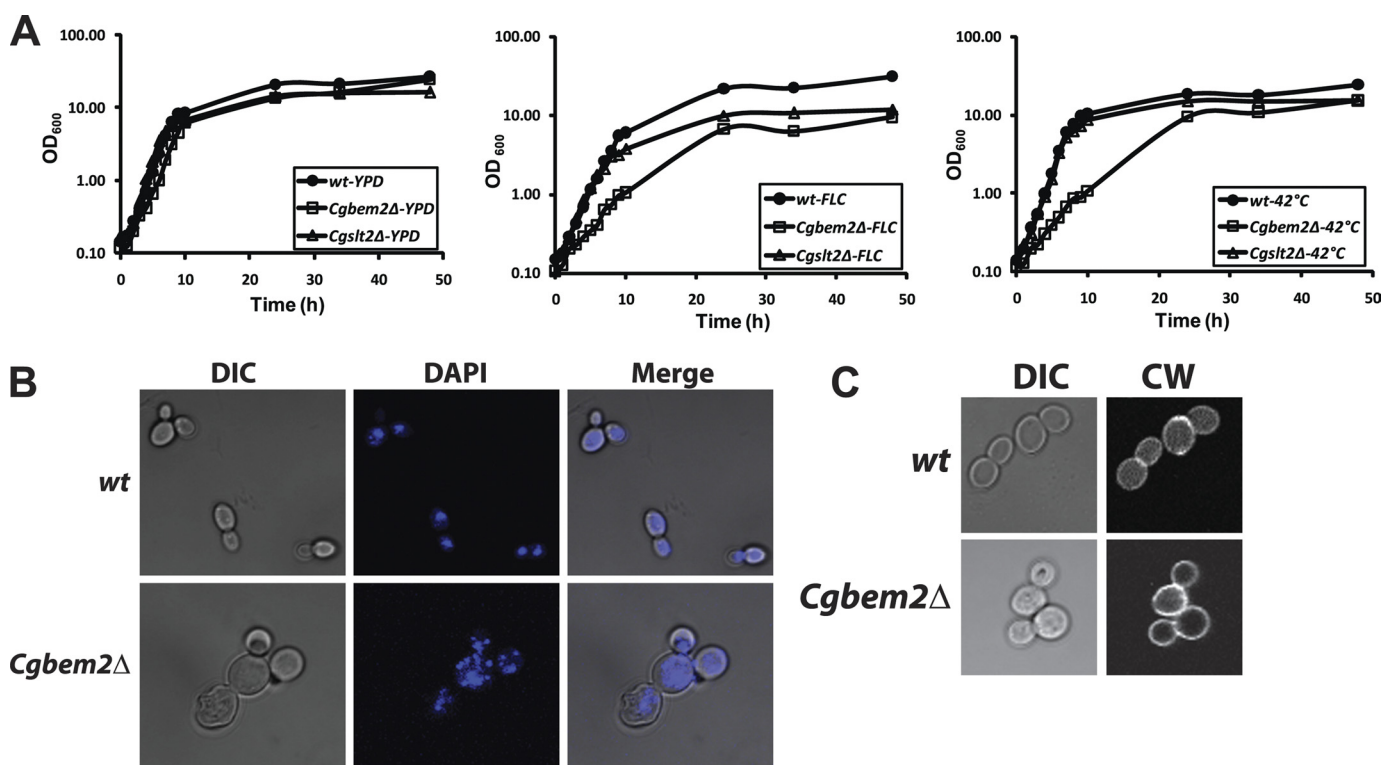 A
100.00
10.00
1.00
0.10
OD600
0
10
20
30
40
50
Time (h)
wt-YPD
Cgbem2Δ-YPD
Cgslt2Δ-YPD
100.00
10.00
1.00
0.10
OD600
0
10
20
30
40
50
Time (h)
wt-FLC
Cgbem2Δ-FLC
Cgslt2Δ-FLC
100.00
10.00
1.00
0.10
OD600
0
10
20
30
40
50
Time (h)
wt-42°C
Cgbem2Δ-42°C
Cgslt2Δ-42°C
B
DIC
DAPI
Merge
wt
Cgbem2Δ
C
DIC
CW
wt
Cgbem2Δ